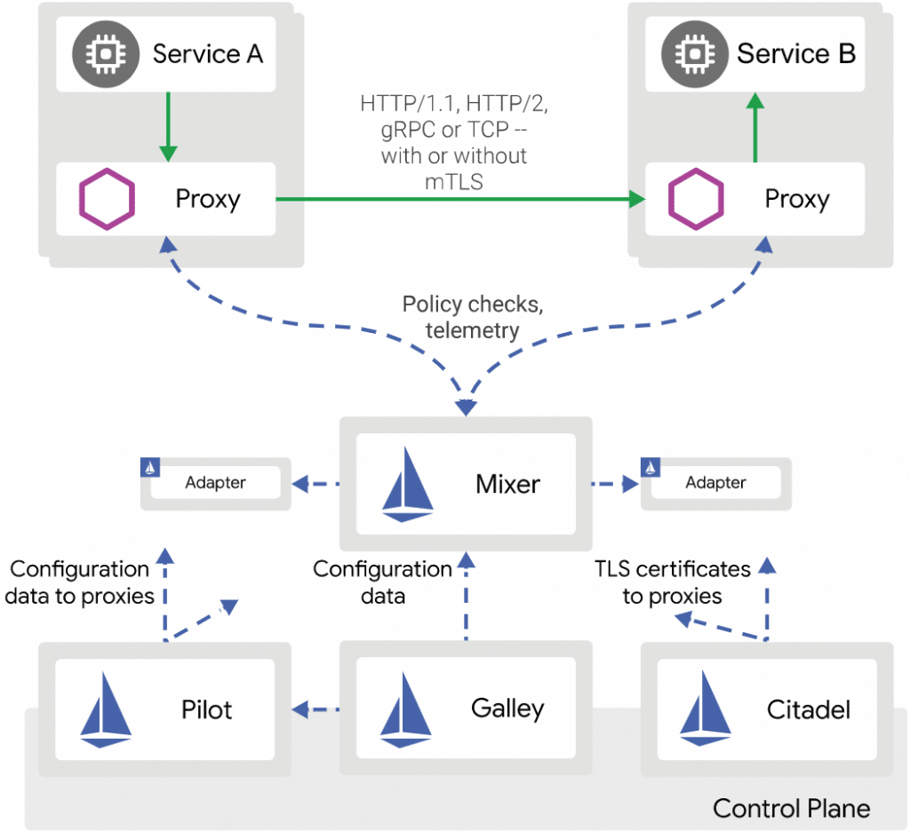 Service A
Service B
HTTP/1.1, HTTP/2,
gRPC or TCP --
with or without
mTLS
Proxy
Proxy
Policy checks,
telemetry
Mixer
Adapter
Adapter
Configuration
data to proxies
Configuration
data
TLS certificates
to proxies
Pilot
Galley
Citadel
Control Plane